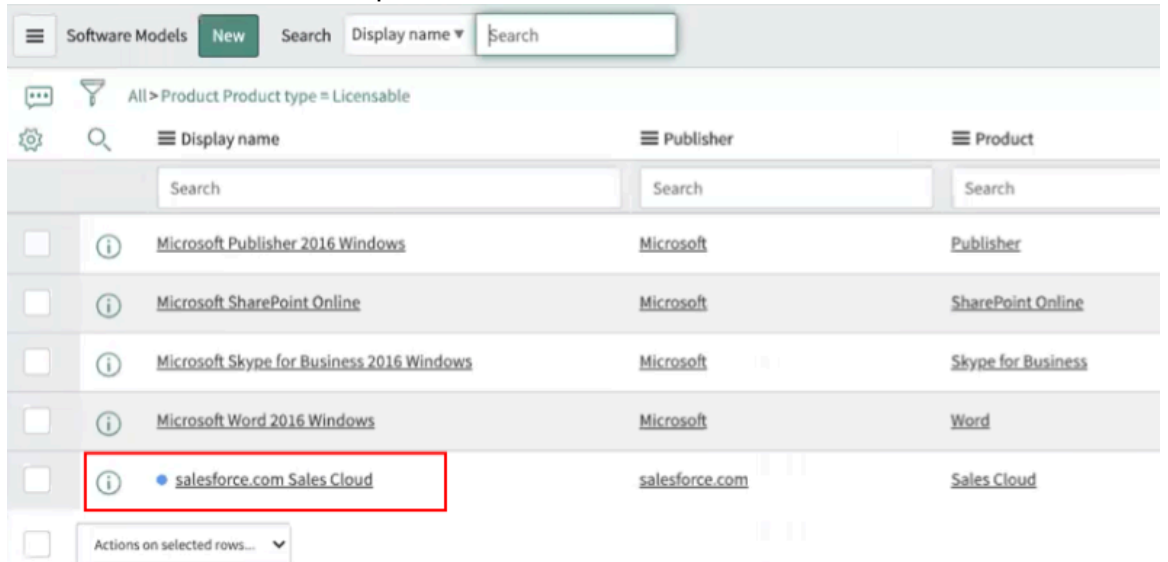 Software Models New Search Display name ▼ Search
All > Product Product type = Licensable
Display name Publisher Product
Search Search Search
Microsoft Publisher 2016 Windows Microsoft Publisher
Microsoft SharePoint Online Microsoft SharePoint Online
Microsoft Skype for Business 2016 Windows Microsoft Skype for Business
Microsoft Word 2016 Windows Microsoft Word
salesforce.com Sales Cloud salesforce.com Sales Cloud
Actions on selected rows...